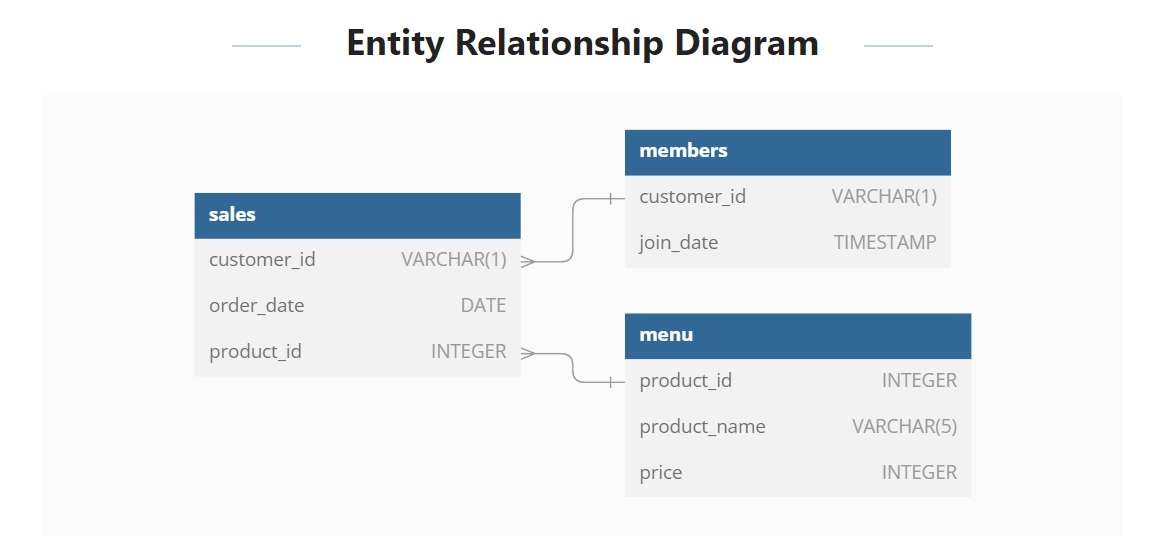 Entity Relationship Diagram
sales
customer_id VARCHAR(1)
order_date DATE
product_id INTEGER
members
customer_id VARCHAR(1)
join_date TIMESTAMP
menu
product_id INTEGER
product_name VARCHAR(5)
price INTEGER